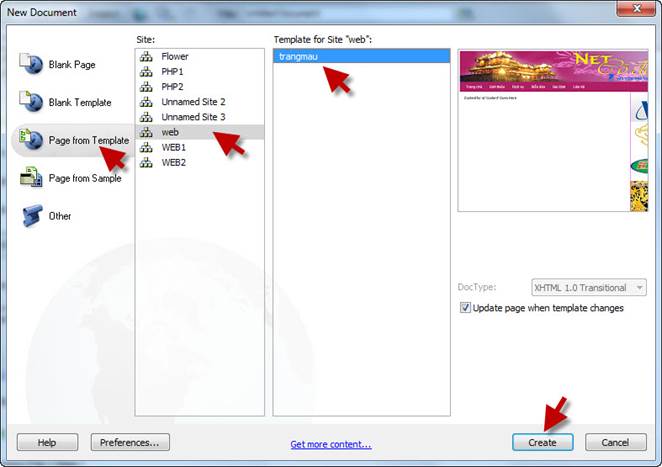 New Document
Blank Page
Blank Template
Page from Template
Page from Sample
Other
Site:
Flower
PHP1
PHP2
Unnamed Site 2
Unnamed Site 3
web
WEB1
WEB2
Template for Site "web":
trangmau
NET
DocType:
XHTML 1.0 Transitional
Update page when template changes
Help
Preferences...
Get more content...
Create
Cancel